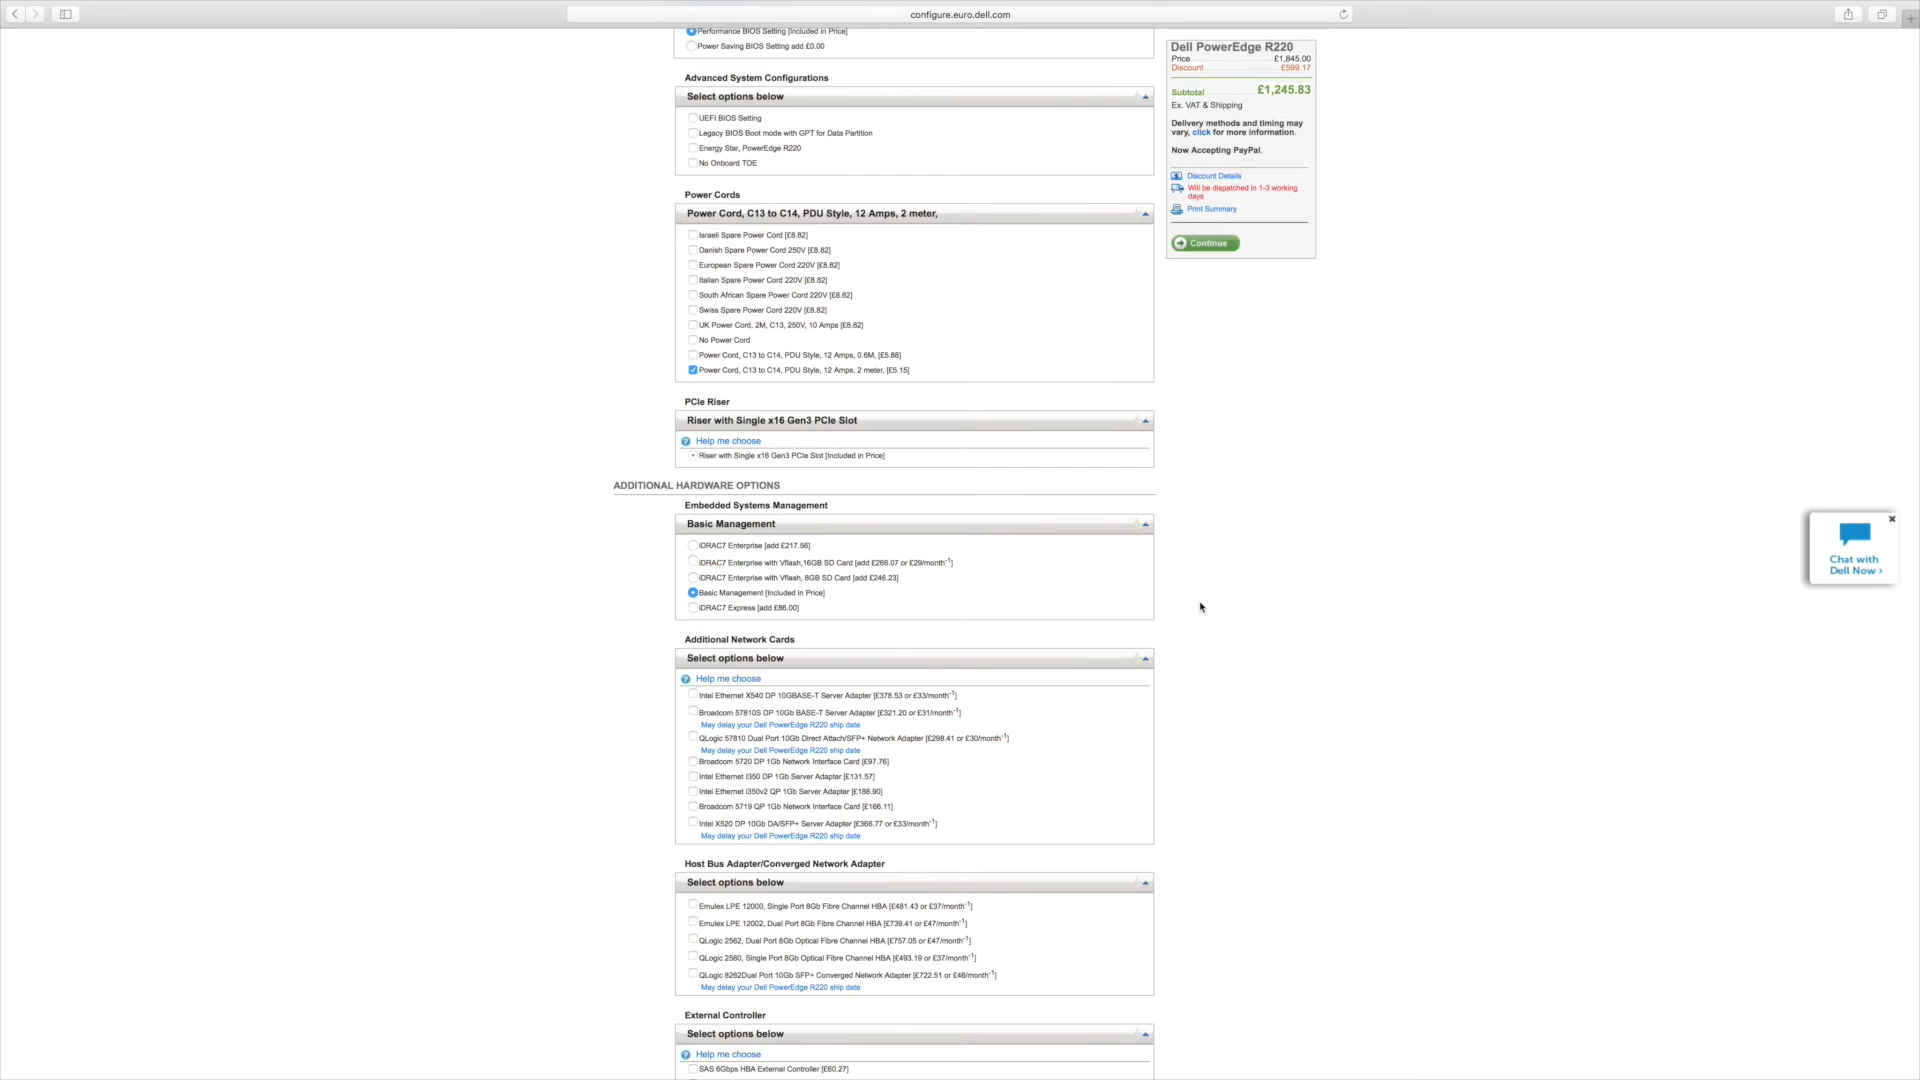 configure.euro.dell.com
Performance BIOS Setting [Included in Price]
Power Saving BIOS Setting add £0.00
Advanced System Configurations
Select options below
UEFI BIOS Setting
Legacy BIOS Boot mode with GPT for Data Partition
Energy Star, PowerEdge R220
No Onboard TOE
Power Cords
Power Cord, C13 to C14, PDU Style, 12 Amps, 2 meter,
Israeli Spare Power Cord [£8.82]
Danish Spare Power Cord 250V [£8.82]
European Spare Power Cord 220V [£8.82]
Italian Spare Power Cord 220V [£8.82]
South African Spare Power Cord 220V [£8.82]
Swiss Spare Power Cord 220V [£8.82]
UK Power Cord, 2M, C13, 250V, 10 Amps [£8.82]
No Power Cord
Power Cord, C13 to C14, PDU Style, 12 Amps, 0.6M, [£5.88]
Power Cord, C13 to C14, PDU Style, 12 Amps, 2 meter, [£5.15]
PCIe Riser
Riser with Single x16 Gen3 PCIe Slot
Help me choose
Riser with Single x16 Gen3 PCIe Slot [Included in Price]
ADDITIONAL HARDWARE OPTIONS
Embedded Systems Management
Basic Management
iDRAC7 Enterprise [add £217.56]
iDRAC7 Enterprise with Vflash,16GB SD Card [add £266.07 or £29/month-1]
iDRAC7 Enterprise with Vflash, 8GB SD Card [add £246.23]
Basic Management [Included in Price]
iDRAC7 Express [add £86.00]
Additional Network Cards
Select options below
Help me choose
Intel Ethernet X540 DP 10GBASE-T Server Adapter [£378.53 or £33/month-1]
Broadcom 57810S DP 10Gb BASE-T Server Adapter [£321.20 or £31/month-1]
May delay your Dell PowerEdge R220 ship date
QLogic 57810 Dual Port 10Gb Direct Attach/SFP+ Network Adapter [£298.41 or £30/month-1]
May delay your Dell PowerEdge R220 ship date
Broadcom 5720 DP 1Gb Network Interface Card [£97.76]
Intel Ethernet I350 DP 1Gb Server Adapter [£131.57]
Intel Ethernet I350v2 QP 1Gb Server Adapter [£188.90]
Broadcom 5719 QP 1Gb Network Interface Card [£166.11]
Intel X520 DP 10Gb DA/SFP+ Server Adapter [£366.77 or £33/month-1]
May delay your Dell PowerEdge R220 ship date
Host Bus Adapter/Converged Network Adapter
Select options below
Emulex LPE 12000, Single Port 8Gb Fibre Channel HBA [£481.43 or £37/month-1]
Emulex LPE 12002, Dual Port 8Gb Fibre Channel HBA [£739.41 or £47/month-1]
QLogic 2562, Dual Port 8Gb Optical Fibre Channel HBA [£757.05 or £47/month-1]
QLogic 2560, Single Port 8Gb Optical Fibre Channel HBA [£493.19 or £37/month-1]
QLogic 8262Dual Port 10Gb SFP+ Converged Network Adapter [£722.51 or £46/month-1]
May delay your Dell PowerEdge R220 ship date
External Controller
Select options below
Help me choose
SAS 6Gbps HBA External Controller [£60.27]
Dell PowerEdge R220
Price £1,845.00
Discount £599.17
Subtotal £1,245.83
Ex. VAT & Shipping
Delivery methods and timing may
vary, click for more information.
Now Accepting PayPal.
Discount Details
Will be dispatched in 1-3 working
days
Print Summary
Continue
Chat with
Dell Now ›